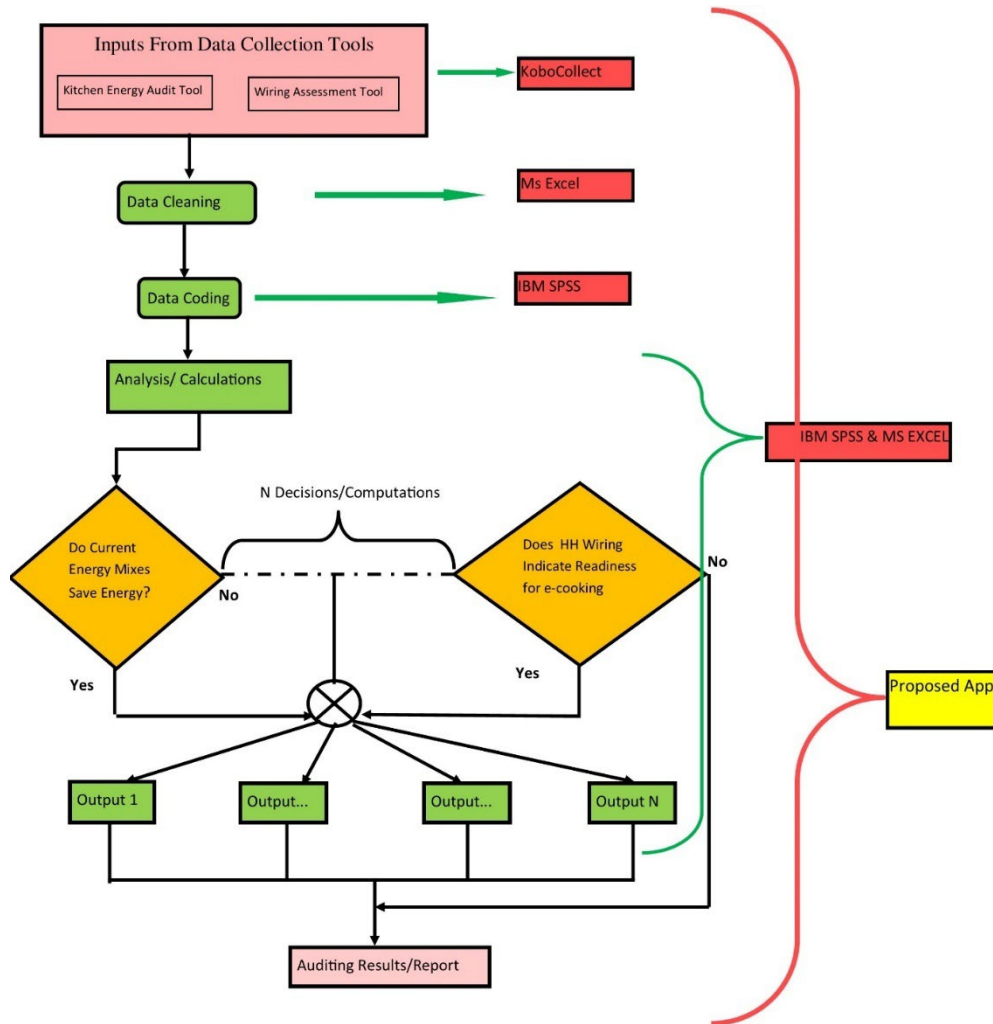 Inputs From Data Collection Tools
Kitchen Energy Audit Tool
Wiring Assessment Tool
KoboCollect
Data Cleaning
Ms Excel
Data Coding
IBM SPSS
Analysis/ Calculations
IBM SPSS & MS EXCEL
N Decisions/Computations
Do Current
Energy Mixes
Save Energy?
No
Does HH Wiring
Indicate Readiness
for e-cooking
No
Yes
Yes
Proposed App
Output 1
Output...
Output...
Output N
Auditing Results/Report